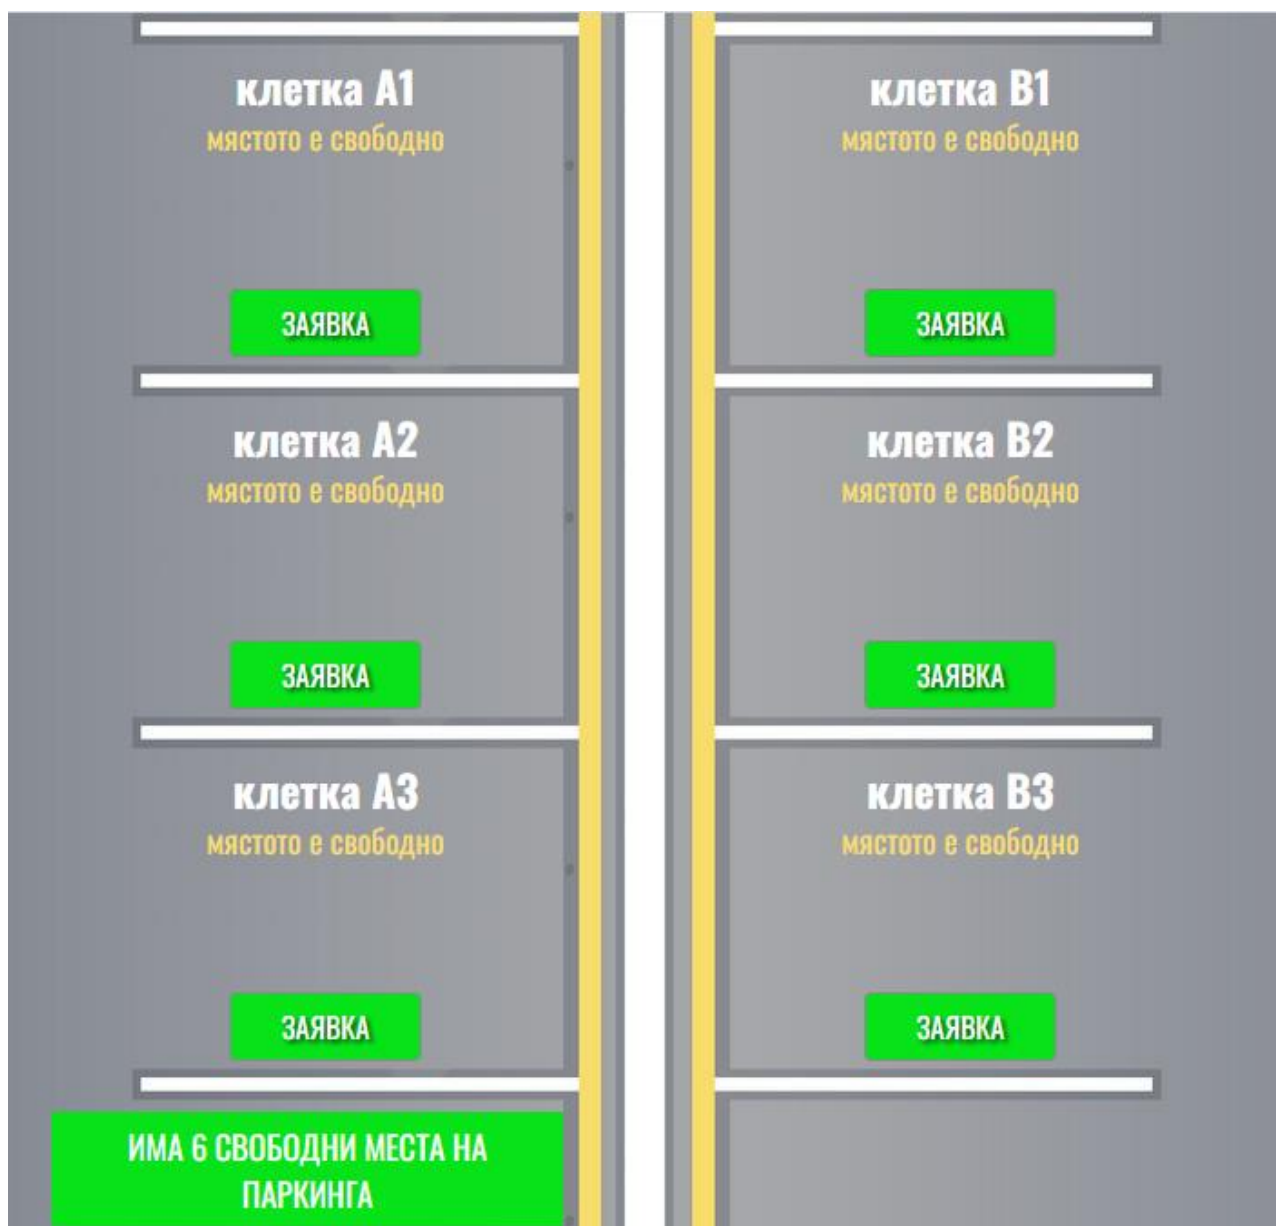 клетка A1
мястото е свободно
ЗАЯВКА
клетка B1
мястото е свободно
ЗАЯВКА
клетка A2
мястото е свободно
ЗАЯВКА
клетка B2
мястото е свободно
ЗАЯВКА
клетка A3
мястото е свободно
ЗАЯВКА
клетка B3
мястото е свободно
ЗАЯВКА
ИМА 6 СВОБОДНИ МЕСТА НА
ПАРКИНГА